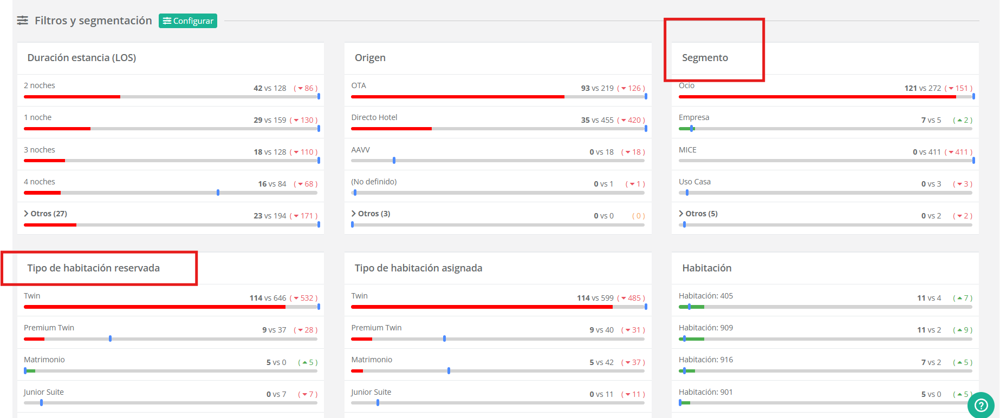 Filtros y segmentación
Configurar
Duración estancia (LOS)
2 noches
42 vs 128 ( 86 )
1 noche
29 vs 159 ( 130 )
3 noches
18 vs 128 ( 110 )
4 noches
16 vs 84 ( 68 )
Otros (27)
23 vs 194 ( 171 )
Origen
OTA
93 vs 219 ( 126 )
Directo Hotel
35 vs 455 ( 420 )
AAVV
0 vs 18 ( 18 )
(No definido)
0 vs 1 ( 1 )
Otros (3)
0 vs 0 ( 0 )
Segmento
Ocio
121 vs 272 ( 151 )
Empresa
7 vs 5 ( 2 )
MICE
0 vs 411 ( 411 )
Uso Casa
0 vs 3 ( 3 )
Otros (5)
0 vs 2 ( 2 )
Tipo de habitación reservada
Twin
114 vs 646 ( 532 )
Premium Twin
9 vs 37 ( 28 )
Matrimonio
5 vs 0 ( 5 )
Junior Suite
0 vs 7 ( 7 )
Tipo de habitación asignada
Twin
114 vs 599 ( 485 )
Premium Twin
9 vs 40 ( 31 )
Matrimonio
5 vs 42 ( 37 )
Junior Suite
0 vs 11 ( 11 )
Habitación
Habitación: 405
11 vs 4 ( 7 )
Habitación: 909
11 vs 2 ( 9 )
Habitación: 916
7 vs 2 ( 5 )
Habitación: 901
5 vs 0 ( 5 )